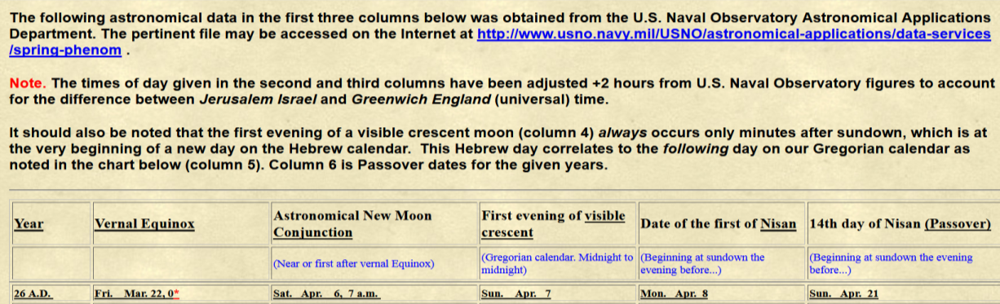 The following astronomical data in the first three columns below was obtained from the U.S. Naval Observatory Astronomical Applications
Department. The pertinent file may be accessed on the Internet at http://www.usno.navy.mil/USNO/astronomical-applications/data-services
/spring-phenom .
Note. The times of day given in the second and third columns have been adjusted +2 hours from U.S. Naval Observatory figures to account
for the difference between Jerusalem Israel and Greenwich England (universal) time.
It should also be noted that the first evening of a visible crescent moon (column 4) always occurs only minutes after sundown, which is at
the very beginning of a new day on the Hebrew calendar. This Hebrew day correlates to the following day on our Gregorian calendar as
noted in the chart below (column 5). Column 6 is Passover dates for the given years.
Year Vernal Equinox Astronomical New Moon Conjunction First evening of visible crescent Date of the first of Nisan 14th day of Nisan (Passover)
(Near or first after vernal Equinox) (Gregorian calendar. Midnight to midnight) (Beginning at sundown the evening before...) (Beginning at sundown the evening before...)
26 A.D. Fri. Mar. 22, 0* Sat. Apr. 6, 7 a.m. Sun. Apr. 7 Mon. Apr. 8 Sun. Apr. 21